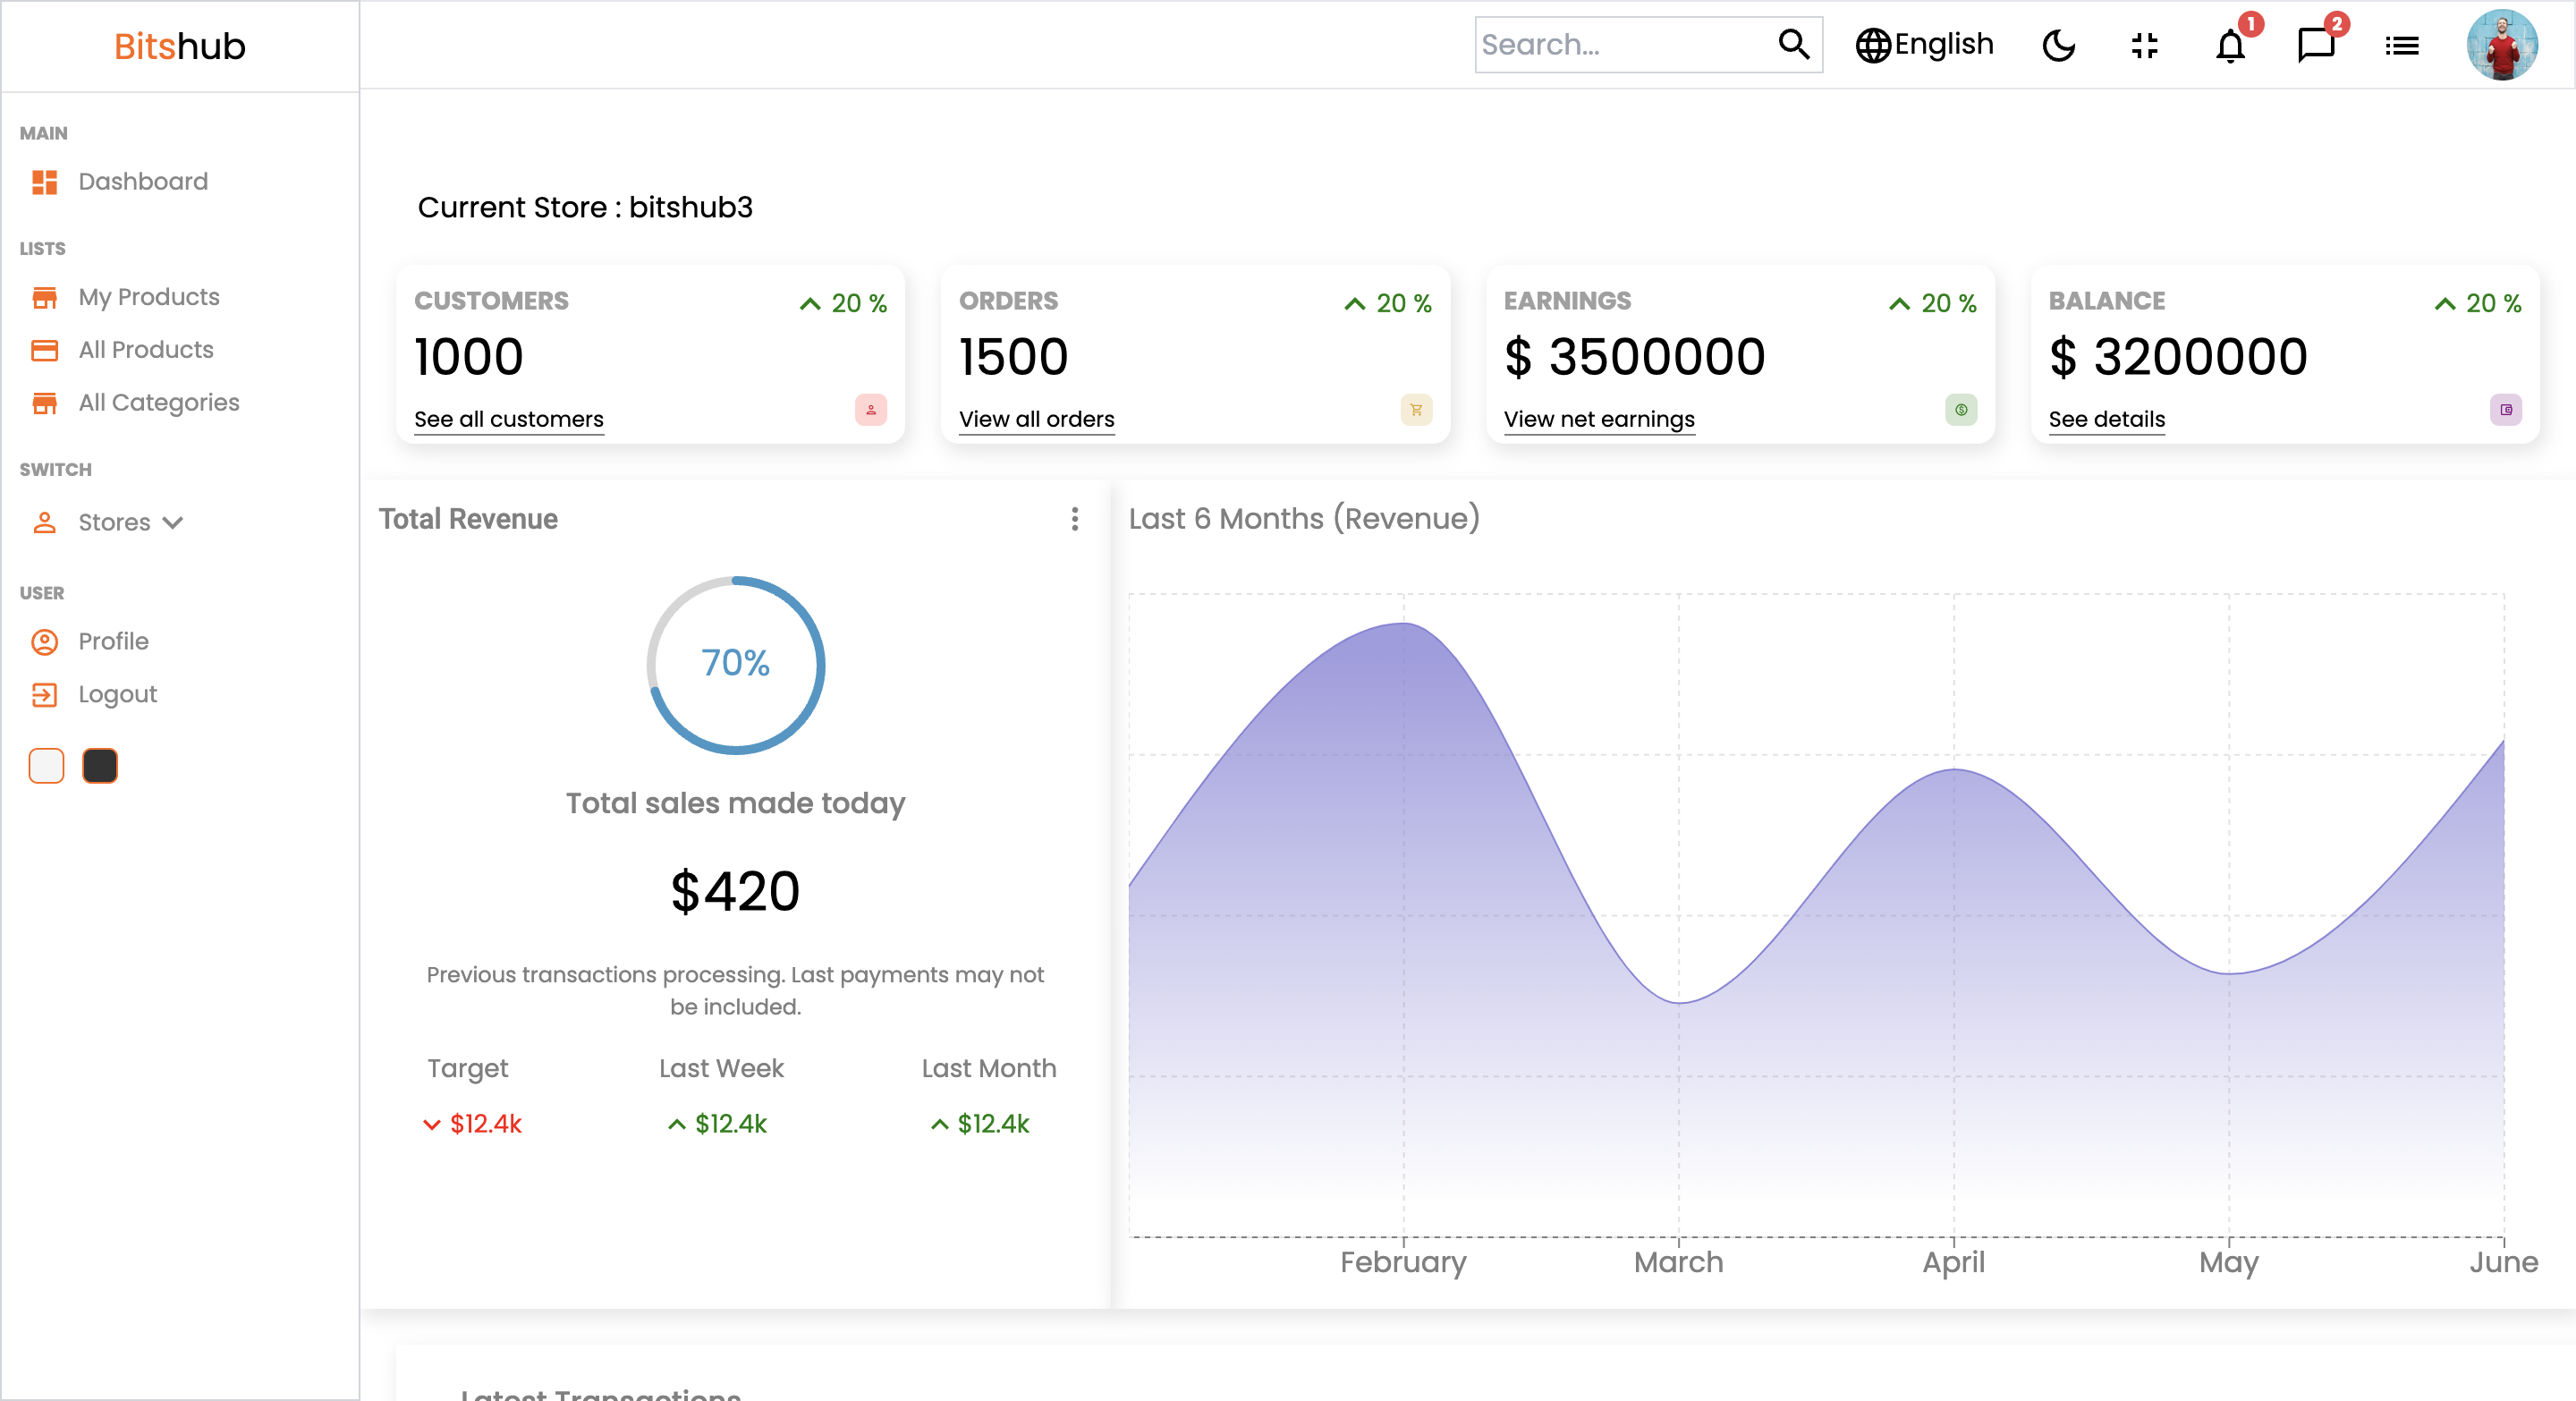 Bitshub
Search...
English
1
2
MAIN
Dashboard
LISTS
My Products
All Products
All Categories
SWITCH
Stores
USER
Profile
Logout
Current Store : bitshub3
CUSTOMERS
20 %
1000
See all customers
ORDERS
20 %
1500
View all orders
EARNINGS
20 %
$ 3500000
View net earnings
BALANCE
20 %
$ 3200000
See details
Total Revenue
70%
Total sales made today
$420
Previous transactions processing. Last payments may not
be included.
Target
Last Week
Last Month
$12.4k
$12.4k
$12.4k
Last 6 Months (Revenue)
February
March
April
May
June
Latest Transactions